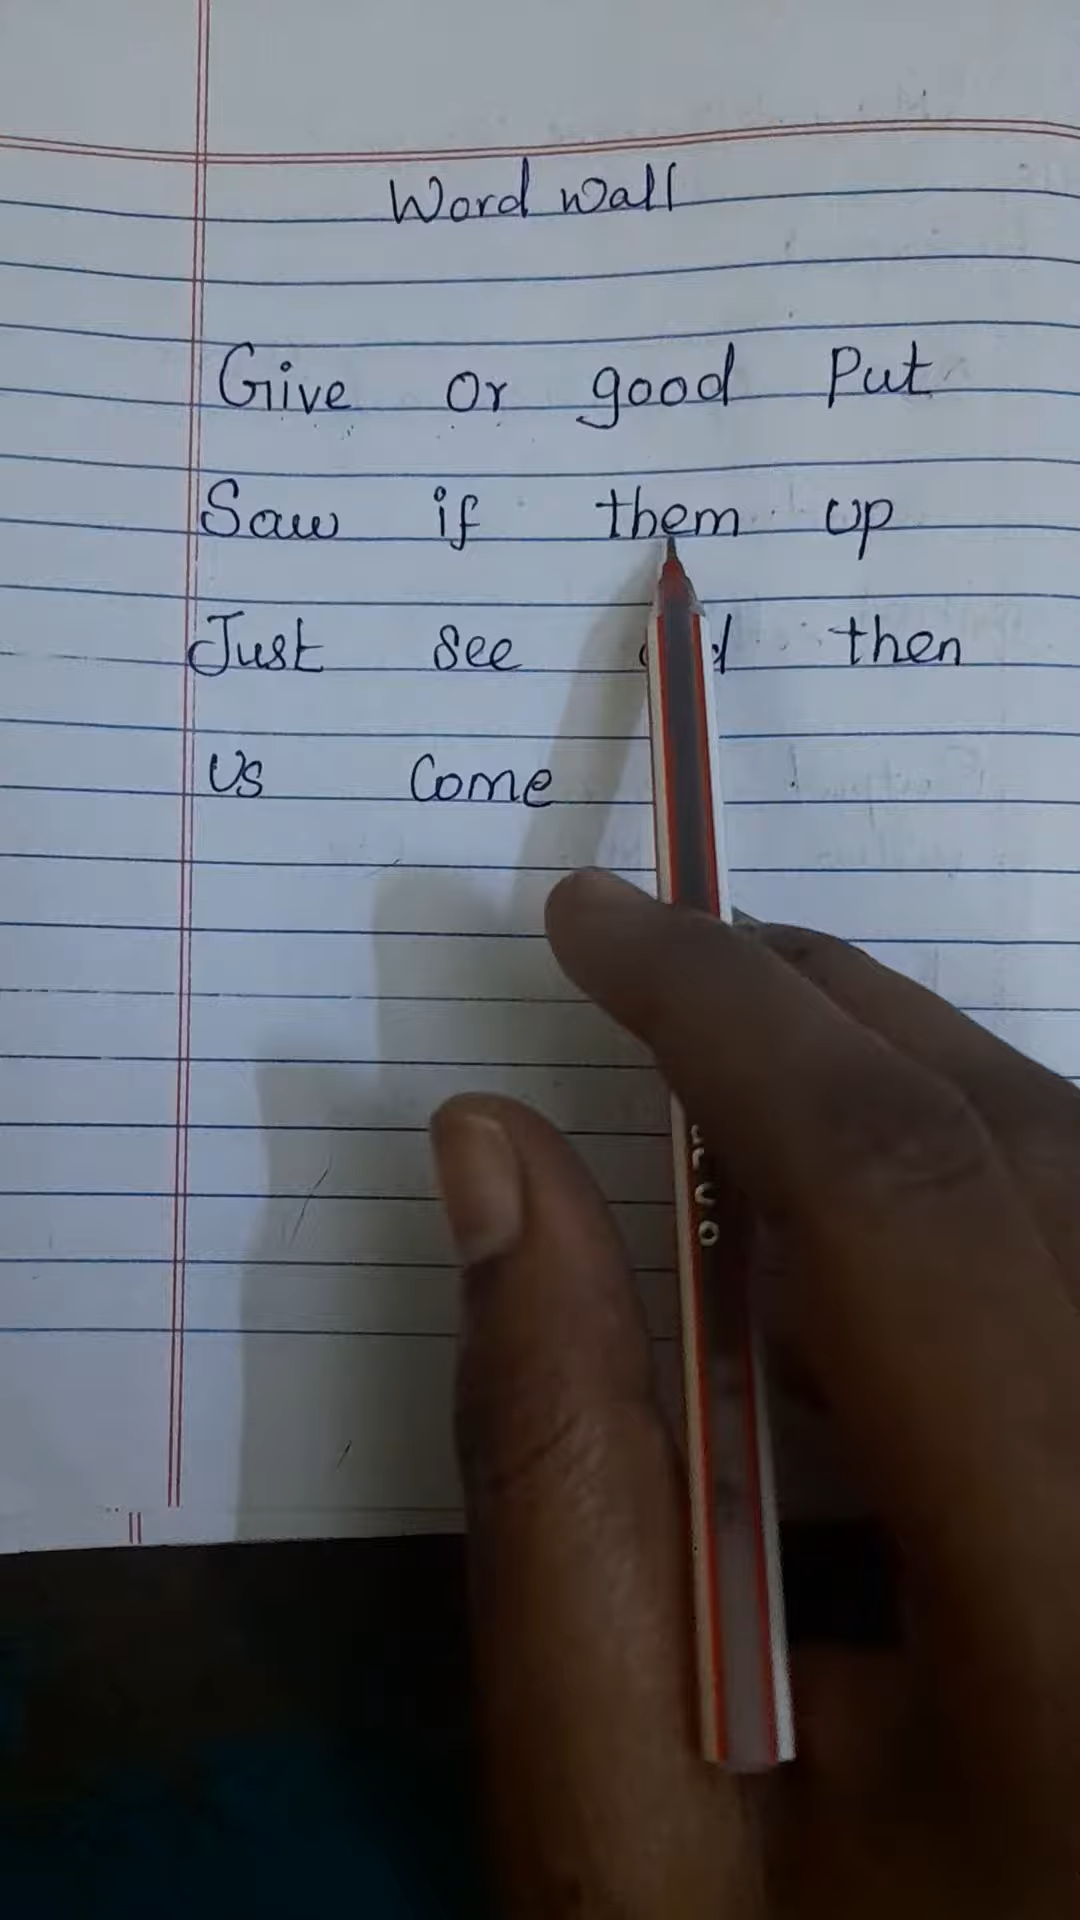 Word Wall
Give or good Put
Saw if them up
Just see then
Us Come